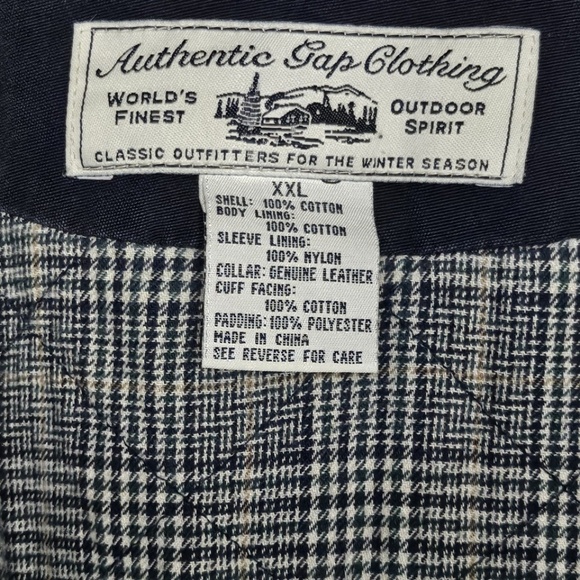 Authentic Gap Clothing
WORLD'S FINEST
OUTDOOR SPIRIT
CLASSIC OUTFITTERS FOR THE WINTER SEASON
XXL
SHELL: 100% COTTON
BODY LINING:
100% COTTON
SLEEVE LINING:
100% NYLON
COLLAR: GENUINE LEATHER
CUFF FACING:
100% COTTON
PADDING: 100% POLYESTER
MADE IN CHINA
SEE REVERSE FOR CARE